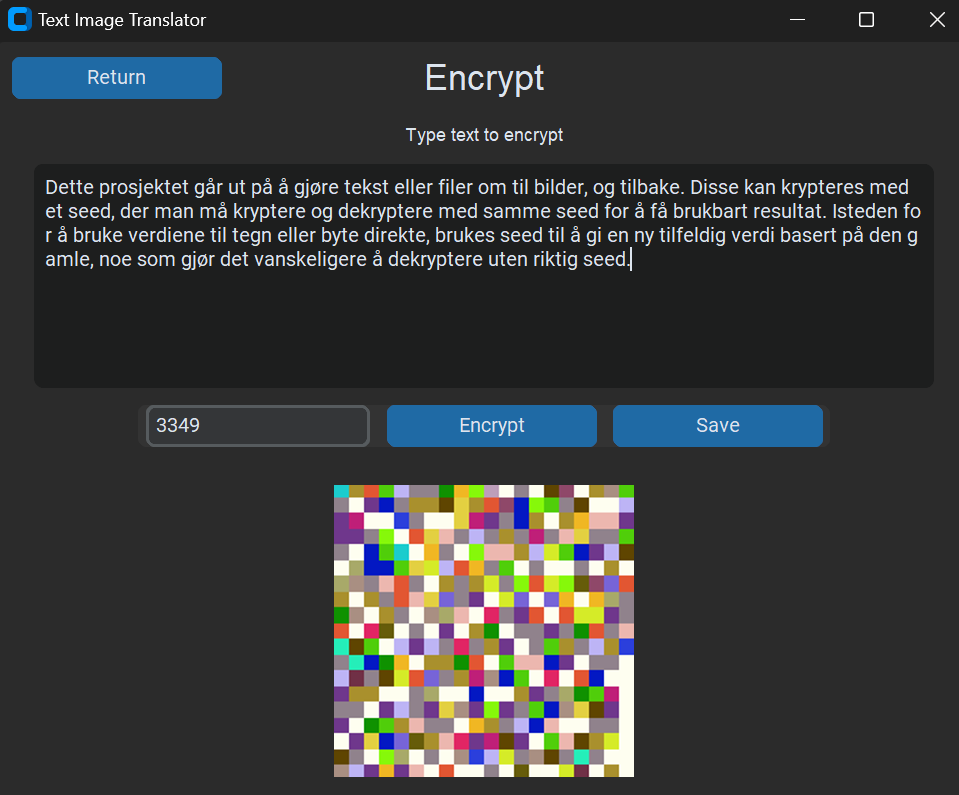 Text Image Translator
Return
Encrypt
Type text to encrypt
Dette prosjektet går ut på å gjøre tekst eller filer om til bilder, og tilbake. Disse kan krypteres med
et seed, der man må kryptere og dekryptere med samme seed for å få brukbart resultat. Isteden fo
r å bruke verdiene til tegn eller byte direkte, brukes seed til å gi en ny tilfeldig verdi basert på den g
amle, noe som gjør det vanskeligere å dekryptere uten riktig seed.
3349
Encrypt
Save